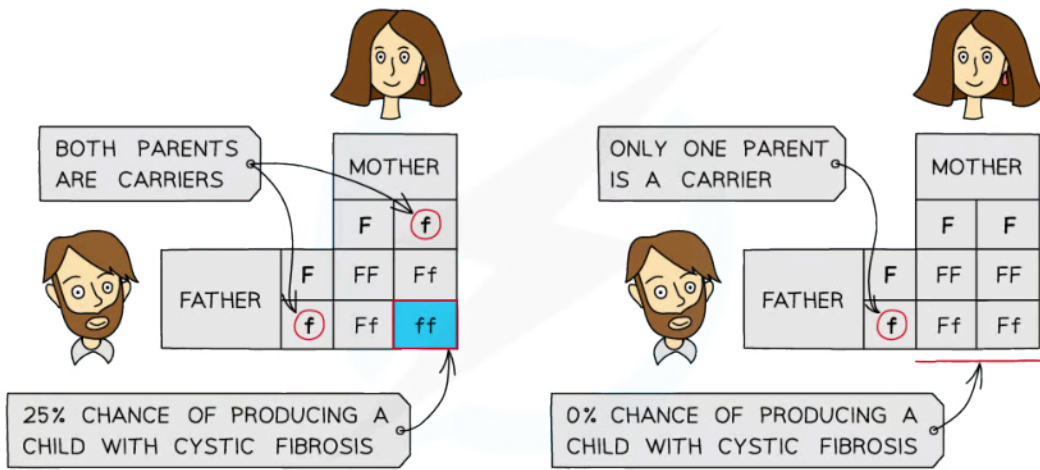 BOTH PARENTS
ARE CARRIERS
MOTHER
F f
FATHER
F FF Ff
f Ff ff
25% CHANCE OF PRODUCING A
CHILD WITH CYSTIC FIBROSIS
ONLY ONE PARENT
IS A CARRIER
MOTHER
F F
FATHER
F FF FF
f Ff Ff
0% CHANCE OF PRODUCING A
CHILD WITH CYSTIC FIBROSIS